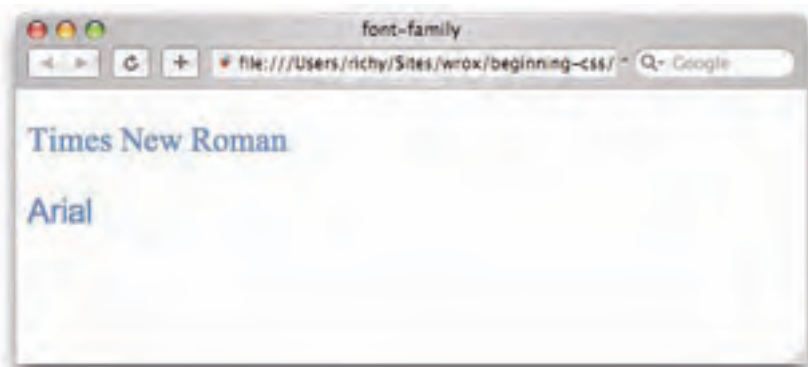 font-family
file:///Users/richy/Sites/wrox/beginning-css/ Google
Times New Roman
Arial